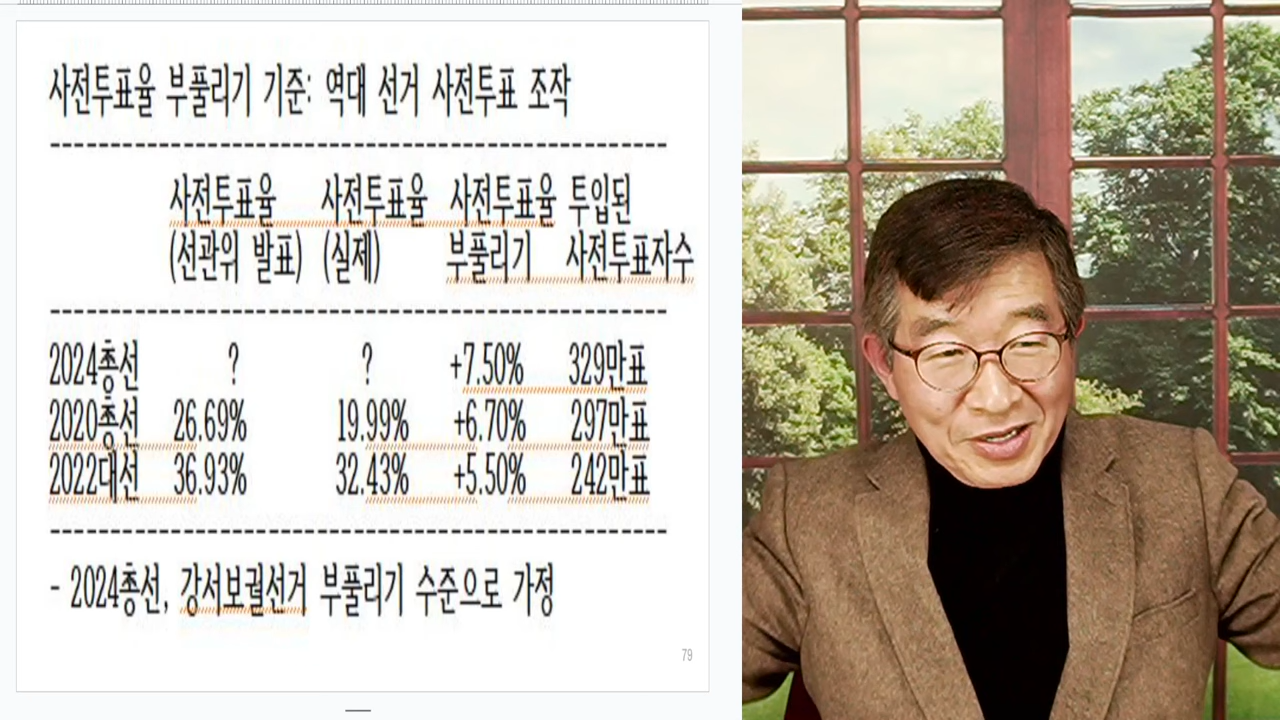 사전투표율 부풀리기 기준: 역대 선거 사전투표 조작
사전투표율 사전투표율 사전투표율 투입된
(선관위 발표) (실제) 부풀리기 사전투표자수
2024총선 ? ? +7.50% 329만표
2020총선 26.69% 19.99% +6.70% 297만표
2022대선 36.93% 32.43% +5.50% 242만표
- 2024총선, 강서보궐선거 부풀리기 수준으로 가정
79